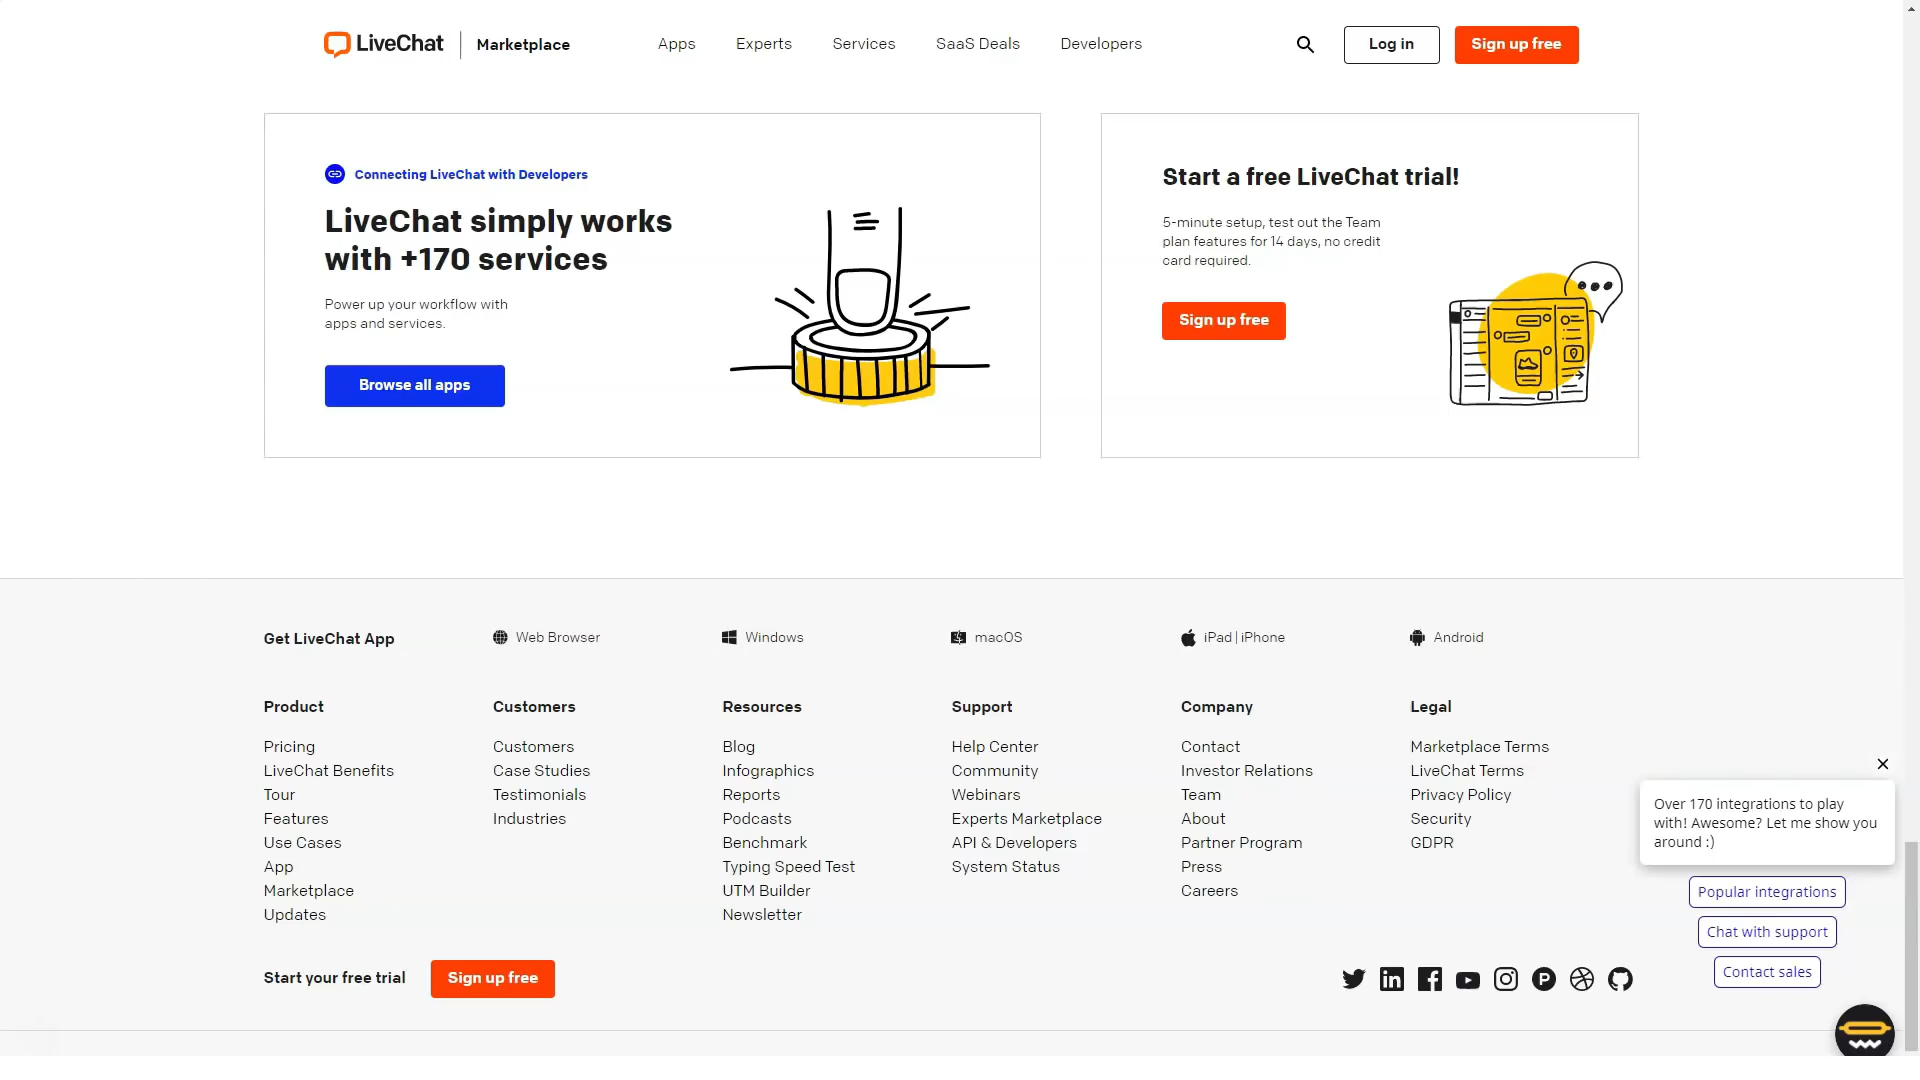 LiveChat
Marketplace
Apps
Experts
Services
SaaS Deals
Developers
Log in
Sign up free
Connecting LiveChat with Developers
LiveChat simply works
with +170 services
Power up your workflow with
apps and services.
Browse all apps
Start a free LiveChat trial!
5-minute setup, test out the Team
plan features for 14 days, no credit
card required.
Sign up free
Get LiveChat App
Web Browser
Windows
macOS
iPad | iPhone
Android
Product
Pricing
LiveChat Benefits
Tour
Features
Use Cases
App
Marketplace
Updates
Customers
Customers
Case Studies
Testimonials
Industries
Resources
Blog
Infographics
Reports
Podcasts
Benchmark
Typing Speed Test
UTM Builder
Newsletter
Support
Help Center
Community
Webinars
Experts Marketplace
API & Developers
System Status
Company
Contact
Investor Relations
Team
About
Partner Program
Press
Careers
Legal
Marketplace Terms
LiveChat Terms
Privacy Policy
Security
GDPR
Start your free trial
Sign up free
Over 170 integrations to play
with! Awesome? Let me show you
around :)
Popular integrations
Chat with support
Contact sales